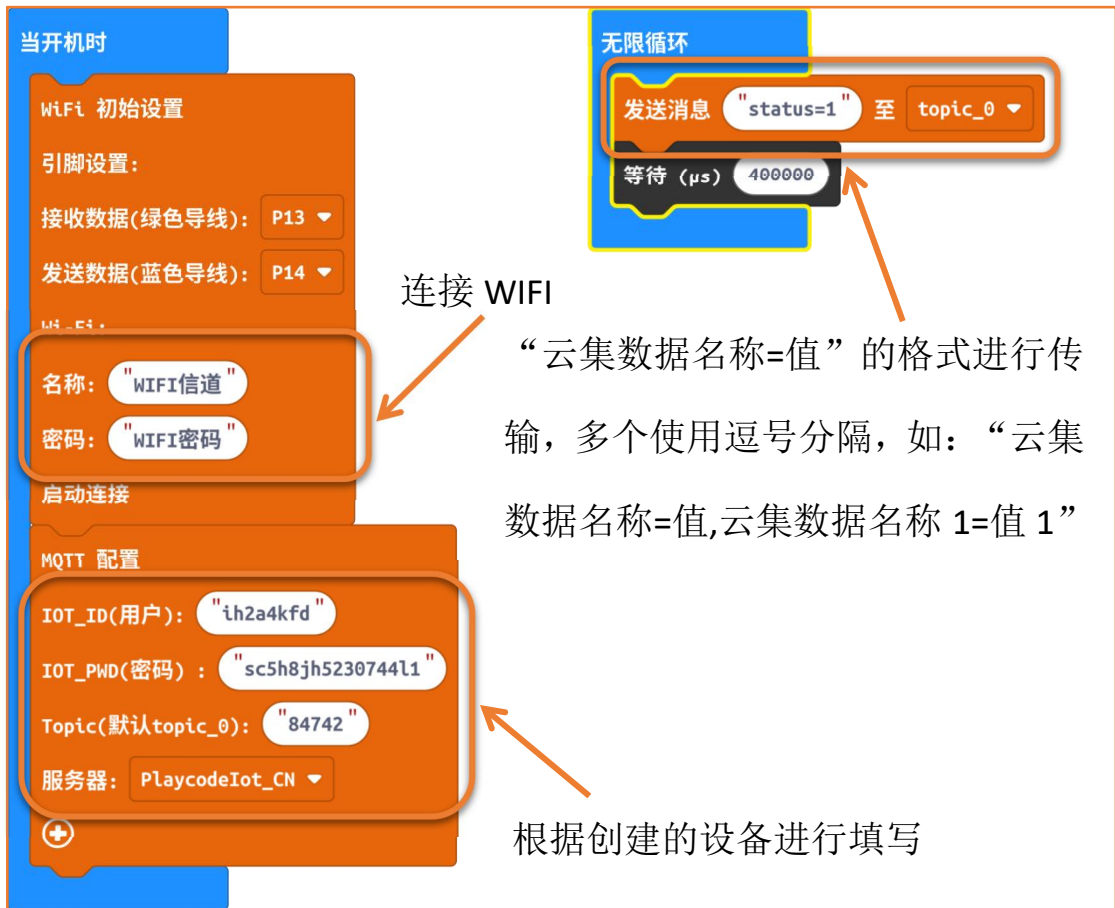 当开机时
WiFi 初始设置
引脚设置:
接收数据(绿色导线): P13
发送数据(蓝色导线): P14
Wi-Fi:
名称: "WIFI信道"
密码: "WIFI密码"
启动连接
MQTT 配置
IOT_ID(用户): "ih2a4kfd"
IOT_PWD(密码) : "sc5h8jh5230744l1"
Topic(默认topic_0): "84742"
服务器: PlaycodeIot_CN
无限循环
发送消息 "status=1" 至 topic_0
等待 (μs) 400000
连接 WIFI
“云集数据名称=值”的格式进行传
输，多个使用逗号分隔，如：“云集
数据名称=值,云集数据名称 1=值 1”
根据创建的设备进行填写